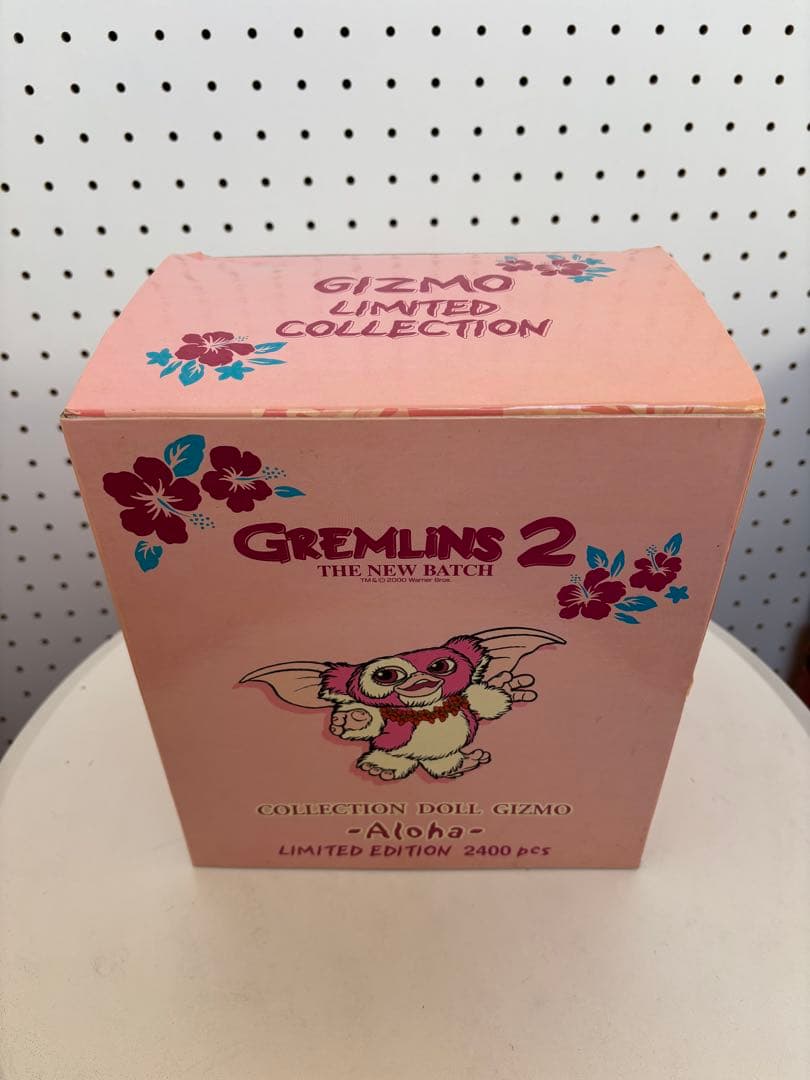 GIZMO
LIMITED
COLLECTION
GREMLiNS 2
THE NEW BATCH
TM & © 2000 Warner Bros.
COLLECTION DOLL GIZMO
-Aloha-
LIMITED EDITION 2400 pcs